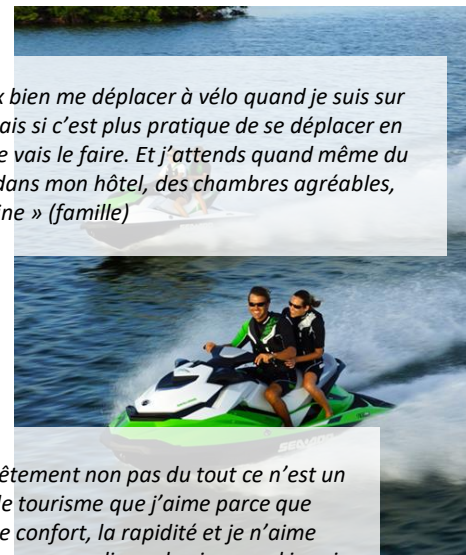 bien me déplacer à vélo quand je suis sur
ais si c'est plus pratique de se déplacer en
e vais le faire. Et j'attends quand même du
dans mon hôtel, des chambres agréables,
ine » (famille)
SEADOO
êtement non pas du tout ce n'est un
de tourisme que j'aime parce que
e confort, la rapidité et je n'aime